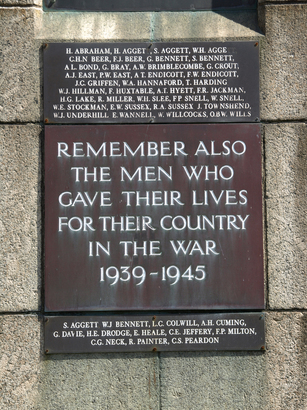 H. ABRAHAM, H. AGGET, S. AGGETT, W.H. AGGE
C.H.N BEER, F.J. BEER, G. BENNETT, S. BENNETT,
A.L. BOND, G. BRAY, A.W. BRIMBLECOMBE, G. CROUT,
A.J. EAST, P.W. EAST, A.T. ENDICOTT, F.W. ENDICOTT,
J.C. GRIFFEN, W.A. HANNAFORD, T. HARDING
W.J. HILLMAN, F. HUXTABLE, A.T. HYETT, F.R. JACKMAN,
H.G. LAKE, R. MILLER, W.H. SLEE, F.P SNELL, W. SNELL,
W.E. STOCKMAN, E.W. SUSSEX, R.A. SUSSEX J. TOWNSHEND,
W.J. UNDERHILL E. WANNELL, W. WILLCOCKS, O.B.W. WILLS
REMEMBER ALSO
THE MEN WHO
GAVE THEIR LIVES
FOR THEIR COUNTRY
IN THE WAR
1939-1945
S. AGGETT W.J. BENNETT, L.C. COLWILL, A.H. CUMING,
G. DAVIE, H.E. DRODGE, E. HEALE, C.E. JEFFERY, F.P. MILTON,
C.G. NECK, R. PAINTER, C.S. PEARDON